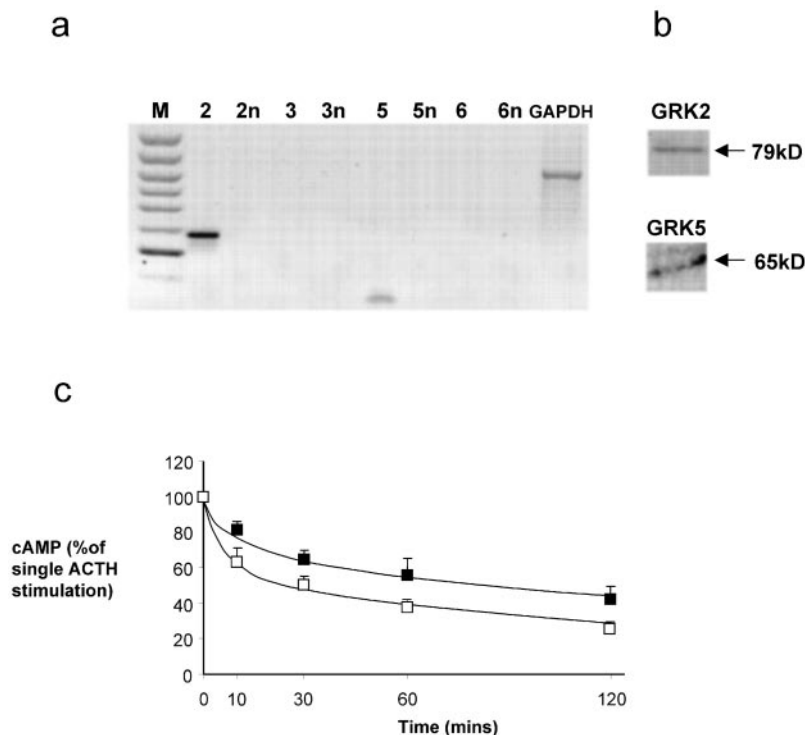 a
b
M 2 2n 3 3n 5 5n 6 6n GAPDH
GRK2
79kD
GRK5
65kD
c
cAMP (%of
single ACTH
stimulation)
120
100
80
60
40
20
0
0 10 30 60 120
Time (mins)